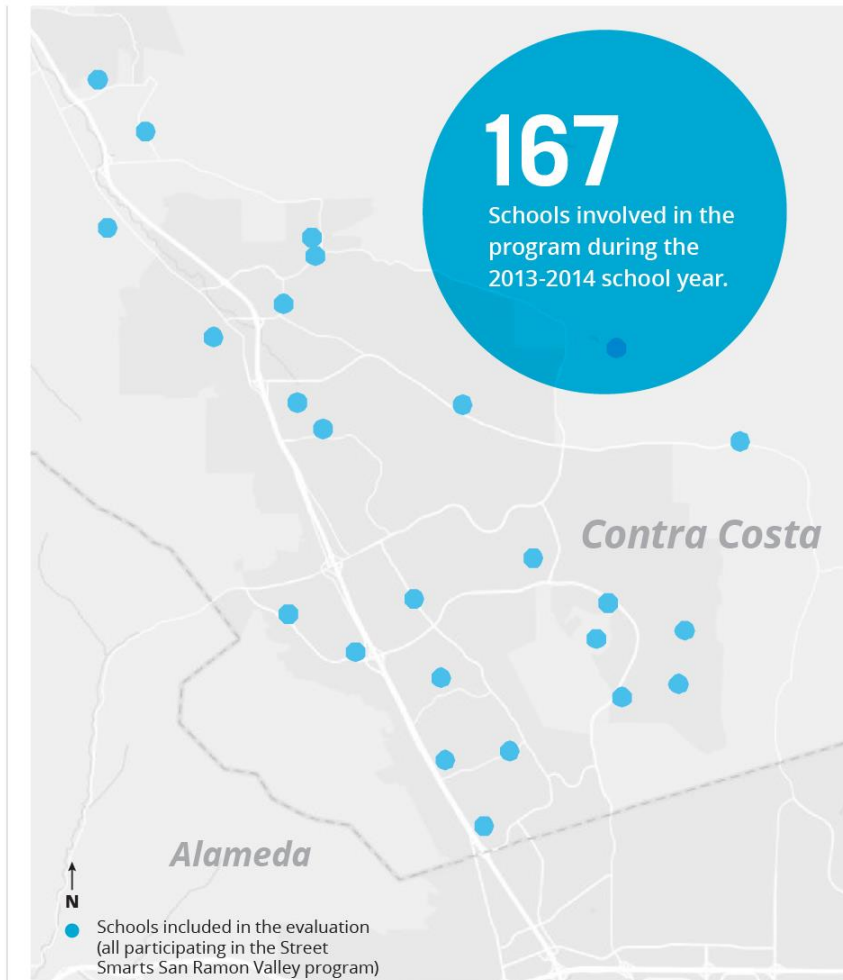 167
Schools involved in the
program during the
2013-2014 school year.
Contra Costa
Alameda
N
Schools included in the evaluation
(all participating in the Street
Smarts San Ramon Valley program)